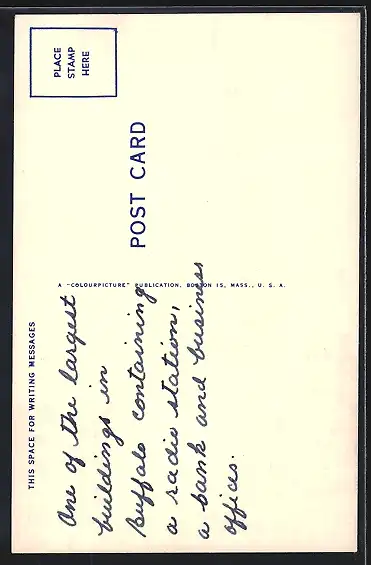 THIS SPACE FOR WRITING MESSAGES
POST CARD
PLACE
STAMP
HERE
A "COLOURPICTURE" PUBLICATION, BOSTON 15, MASS., U. S. A.
One of the largest
buildings in
Buffalo containing
a radio station,
a bank and business
offices.